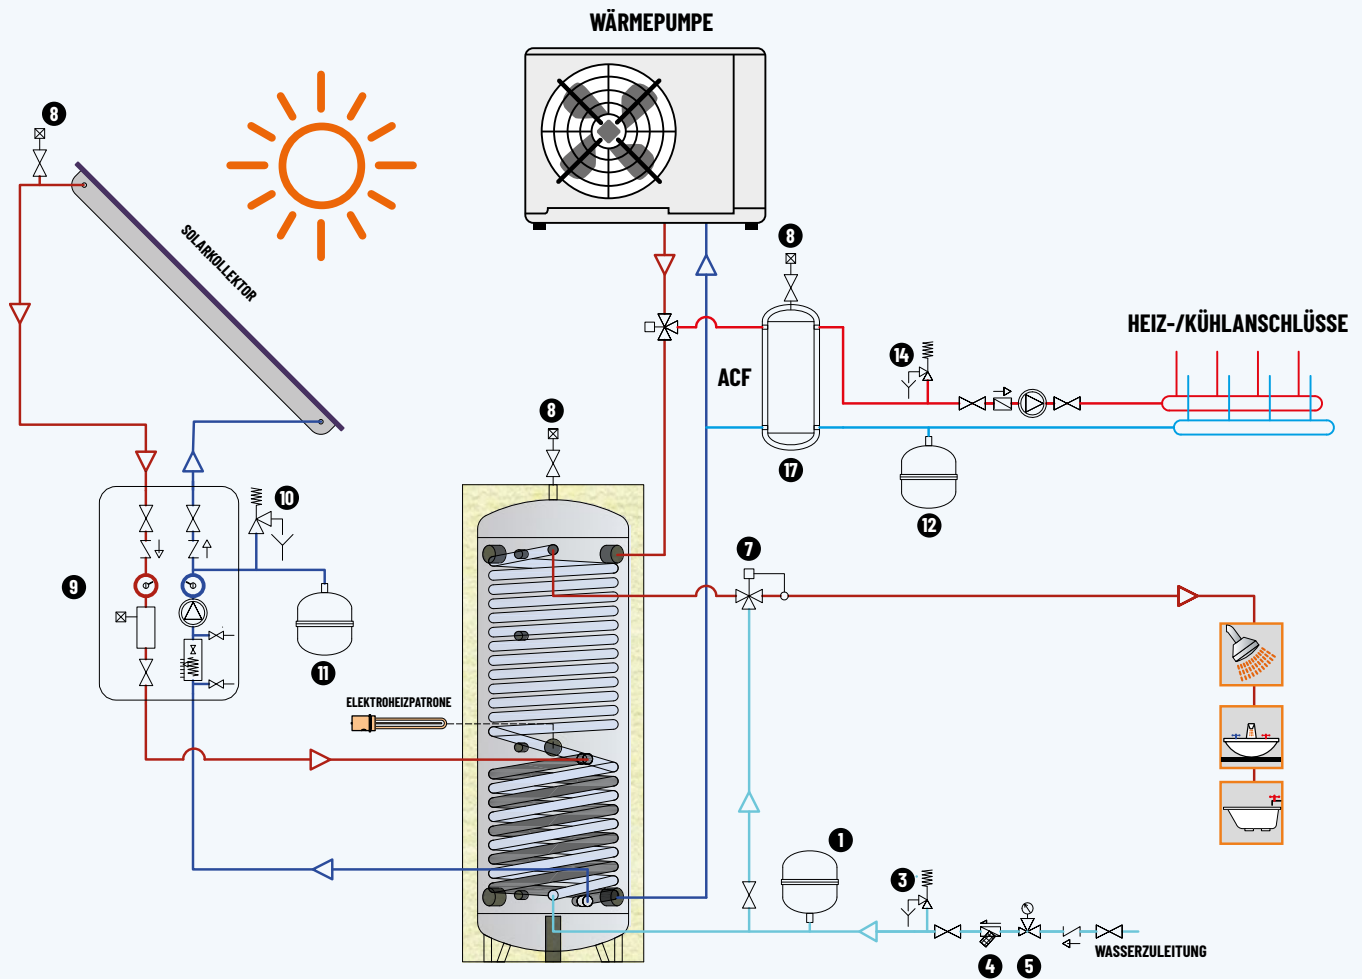 WÄRMEPUMPE
8
SOLARKOLLEKTOR
8
HEIZ-/KÜHLANSCHLÜSSE
14
ACF
8
17
12
10
7
9
11
ELEKTROHEIZPATRONE
1
3
4
5
WASSERZULEITUNG